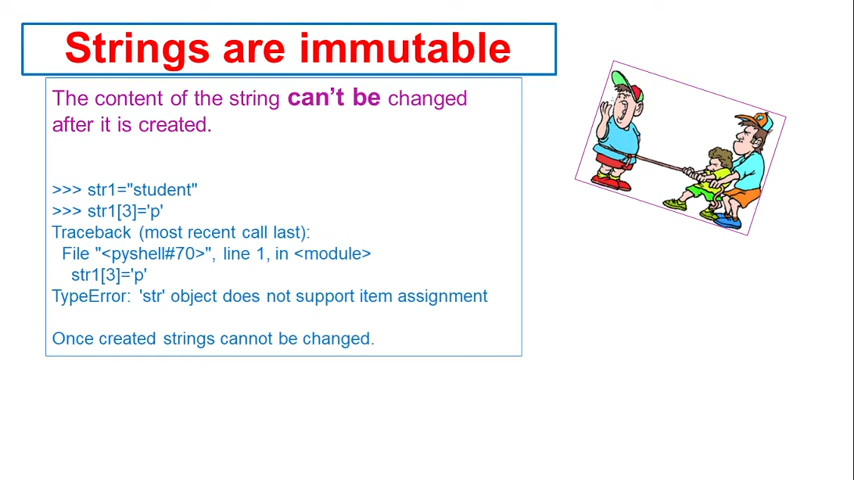 Strings are immutable
The content of the string can’t be changed
after it is created.
>>> str1="student"
>>> str1[3]='p'
Traceback (most recent call last):
File "<pyshell#70>", line 1, in <module>
str1[3]='p'
TypeError: 'str' object does not support item assignment
Once created strings cannot be changed.